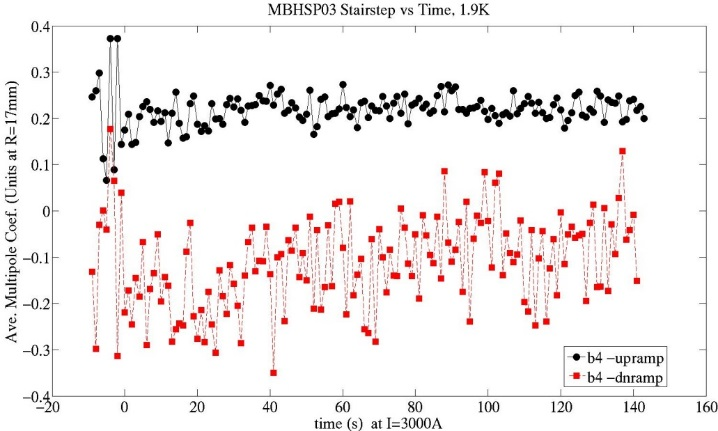 MBHSP03 Stairstep vs Time, 1.9K
Ave. Multipole Coef. (Units at R=17mm)
0.4
0.3
0.2
0.1
0
-0.1
-0.2
-0.3
-0.4
-20 0 20 40 60 80 100 120 140 160
time (s) at I=3000A
b4 -upramp
b4 -dnramp